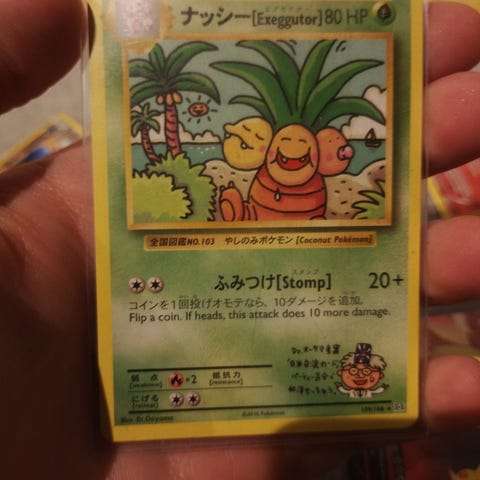 ナッシー[Exeggutor] 80 HP
全国図鑑NO.103 やしのみポケモン [Coconut Pokémon]
スタンプ
ふみつけ[Stomp] 20+
コインを1回投げオモテなら、10ダメージを追加。
Flip a coin. If heads, this attack does 10 more damage.
弱点 [weakness] ×2 抵抗力 [resistance]
にげる [retreat]
©2016 Pokémon